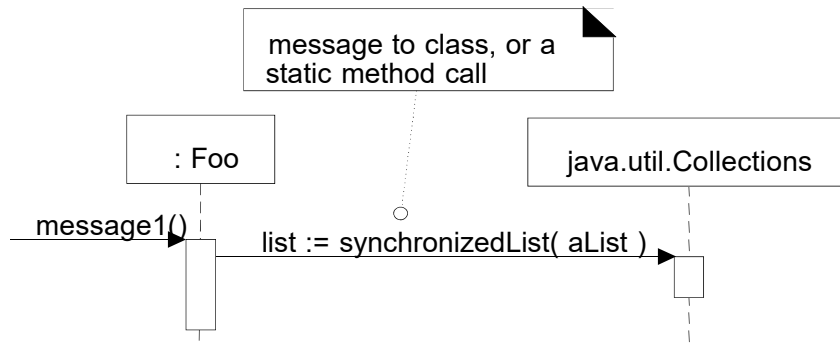 message to class, or a
static method call
: Foo
java.util.Collections
message1()
list := synchronizedList( aList )